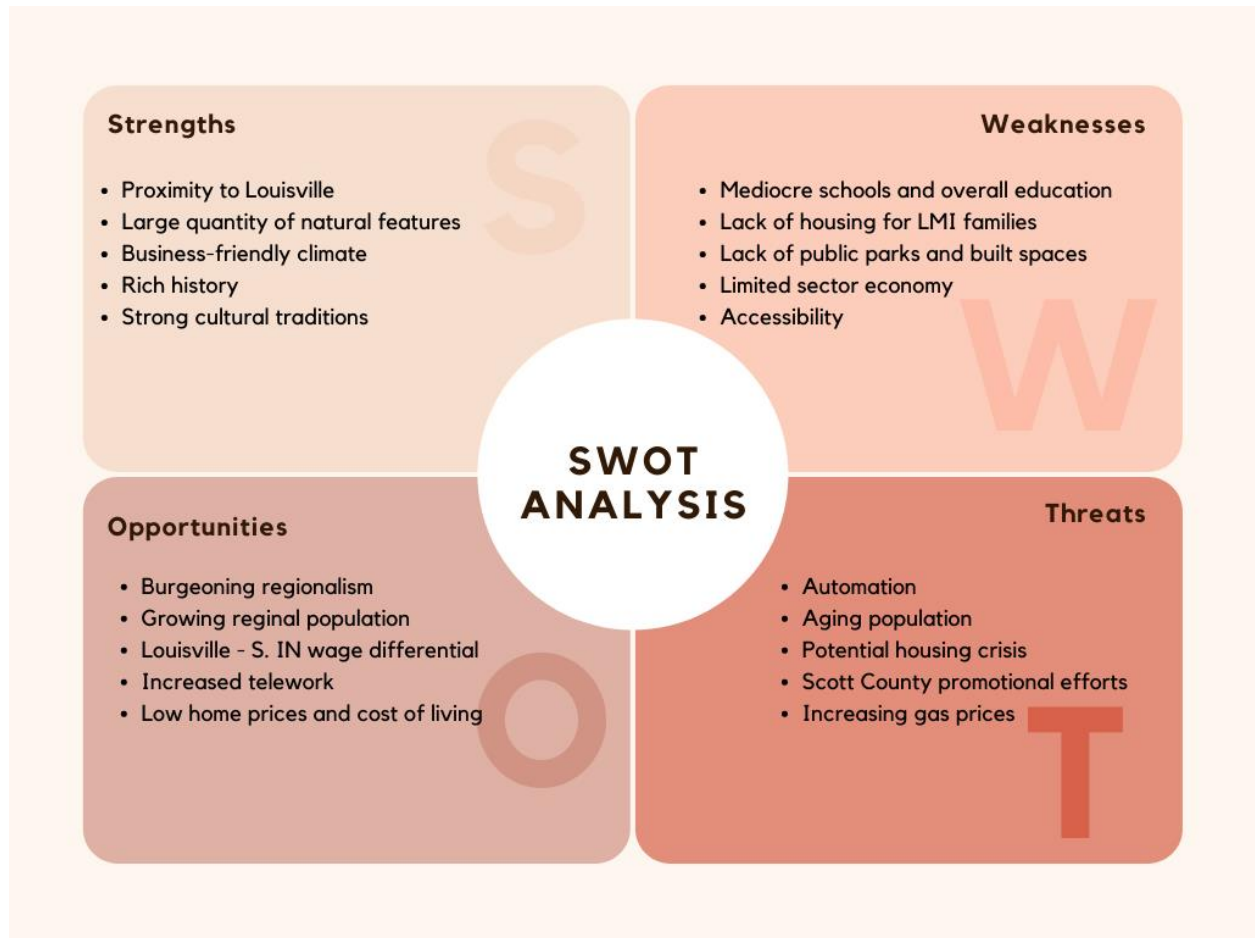 Strengths
S
• Proximity to Louisville
• Large quantity of natural features
• Business-friendly climate
• Rich history
• Strong cultural traditions
Weaknesses
• Mediocre schools and overall education
• Lack of housing for LMI families
• Lack of public parks and built spaces
• Limited sector economy
• Accessibility
W
SWOT
ANALYSIS
Opportunities
• Burgeoning regionalism
• Growing reginal population
• Louisville - S. IN wage differential
• Increased telework
• Low home prices and cost of living
O
Threats
• Automation
• Aging population
• Potential housing crisis
• Scott County promotional efforts
• Increasing gas prices
T